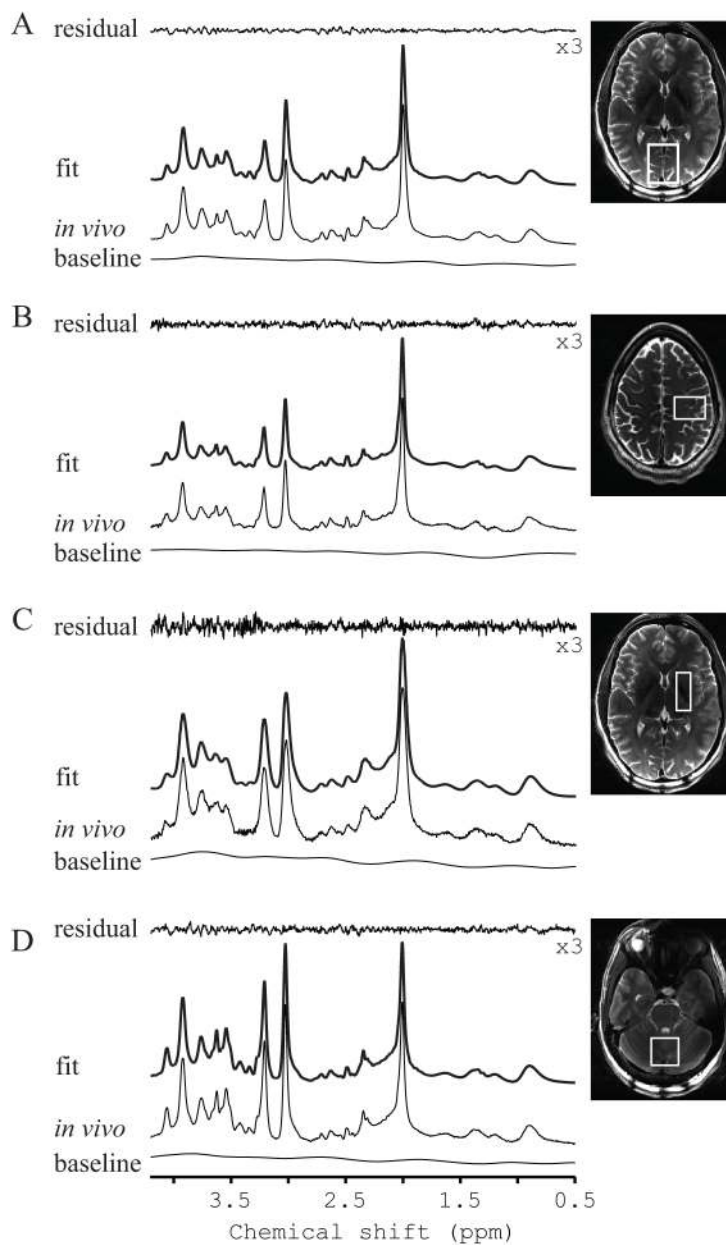 A
residual
x3
fit
in vivo
baseline
B
residual
x3
fit
in vivo
baseline
C
residual
x3
fit
in vivo
baseline
D
residual
x3
fit
in vivo
baseline
3.5 2.5 1.5 0.5
Chemical shift (ppm)